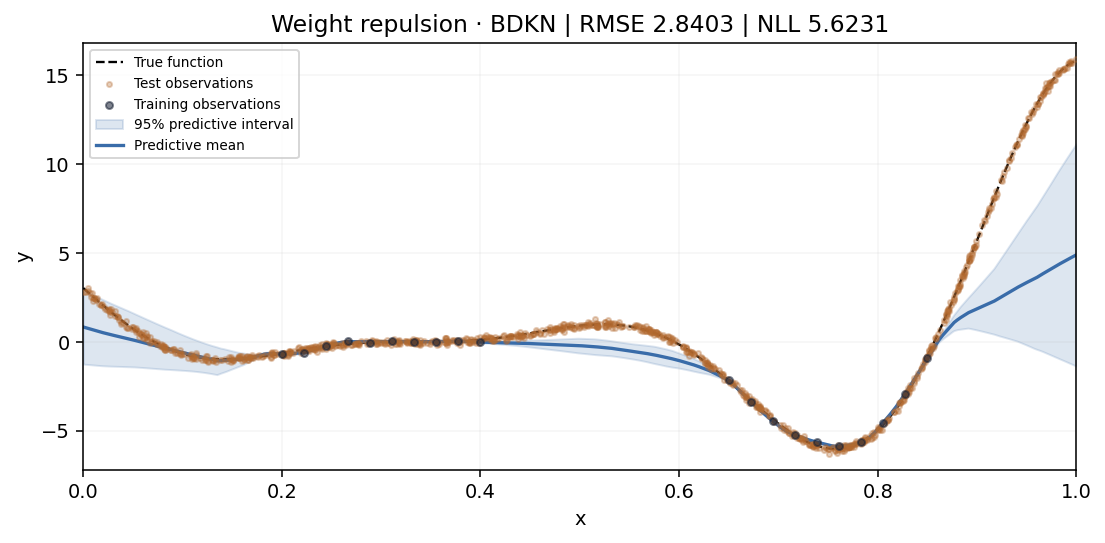 Weight repulsion · BDKN | RMSE 2.8403 | NLL 5.6231
True function
Test observations
Training observations
95% predictive interval
Predictive mean
15
10
5
0
−5
y
0.0 0.2 0.4 0.6 0.8 1.0
x